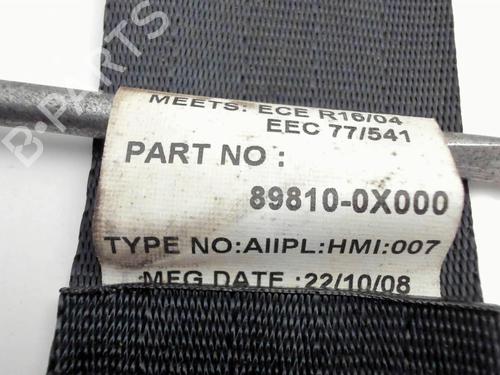 MEETS: ECE R16/04
EEC 77/541
PART NO :
89810-0X000
TYPE NO:AIIPL:HMI:007
MFG DATE :22/10/08
B-PARTS